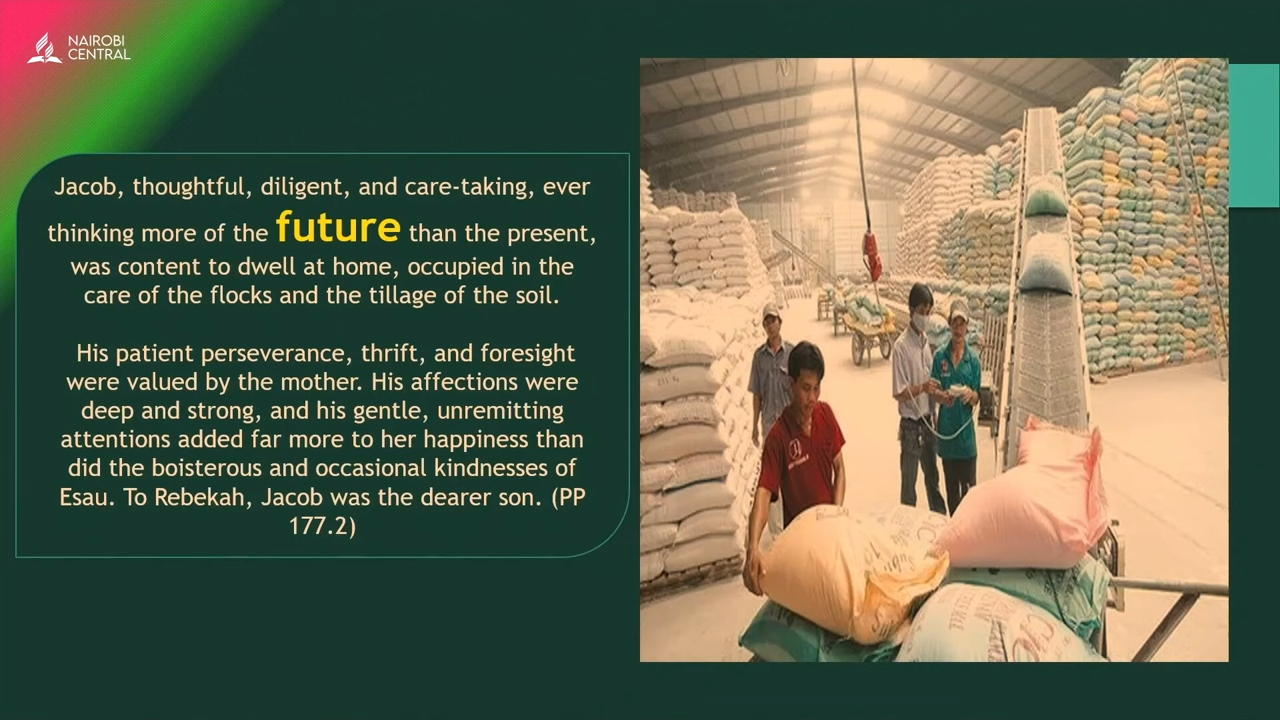 NAIROBI
CENTRAL
Jacob, thoughtful, diligent, and care-taking, ever
thinking more of the future than the present,
was content to dwell at home, occupied in the
care of the flocks and the tillage of the soil.
His patient perseverance, thrift, and foresight
were valued by the mother. His affections were
deep and strong, and his gentle, unremitting
attentions added far more to her happiness than
did the boisterous and occasional kindnesses of
Esau. To Rebekah, Jacob was the dearer son. (PP
177.2)